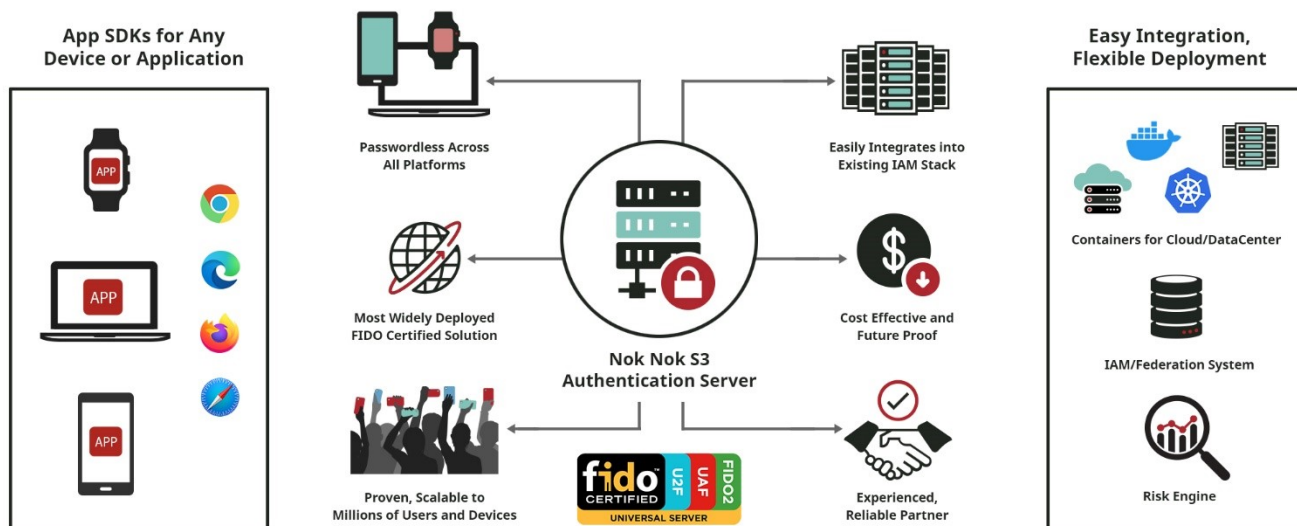 App SDKs for Any
Device or Application
APP
APP
APP
Passwordless Across
All Platforms
Most Widely Deployed
FIDO Certified Solution
Proven, Scalable to
Millions of Users and Devices
Nok Nok S3
Authentication Server
fido™
CERTIFIED
U2F
UAF
FIDO2
UNIVERSAL SERVER
Easily Integrates into
Existing IAM Stack
$
Cost Effective and
Future Proof
Experienced,
Reliable Partner
Easy Integration,
Flexible Deployment
Containers for Cloud/DataCenter
IAM/Federation System
Risk Engine